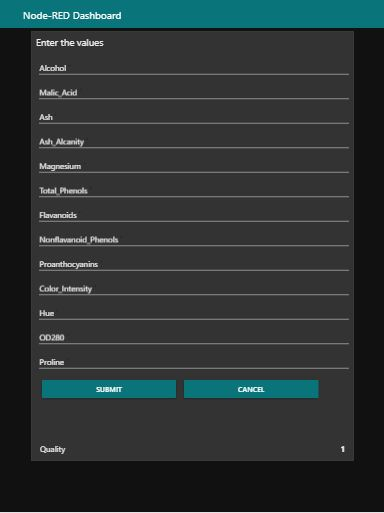 Node-RED Dashboard
Enter the values
Alcohol
Malic_Acid
Ash
Ash_Alcanity
Magnesium
Total_Phenols
Flavanoids
Nonflavanoid_Phenols
Proanthocyanins
Color_Intensity
Hue
OD280
Proline
SUBMIT CANCEL
Quality 1